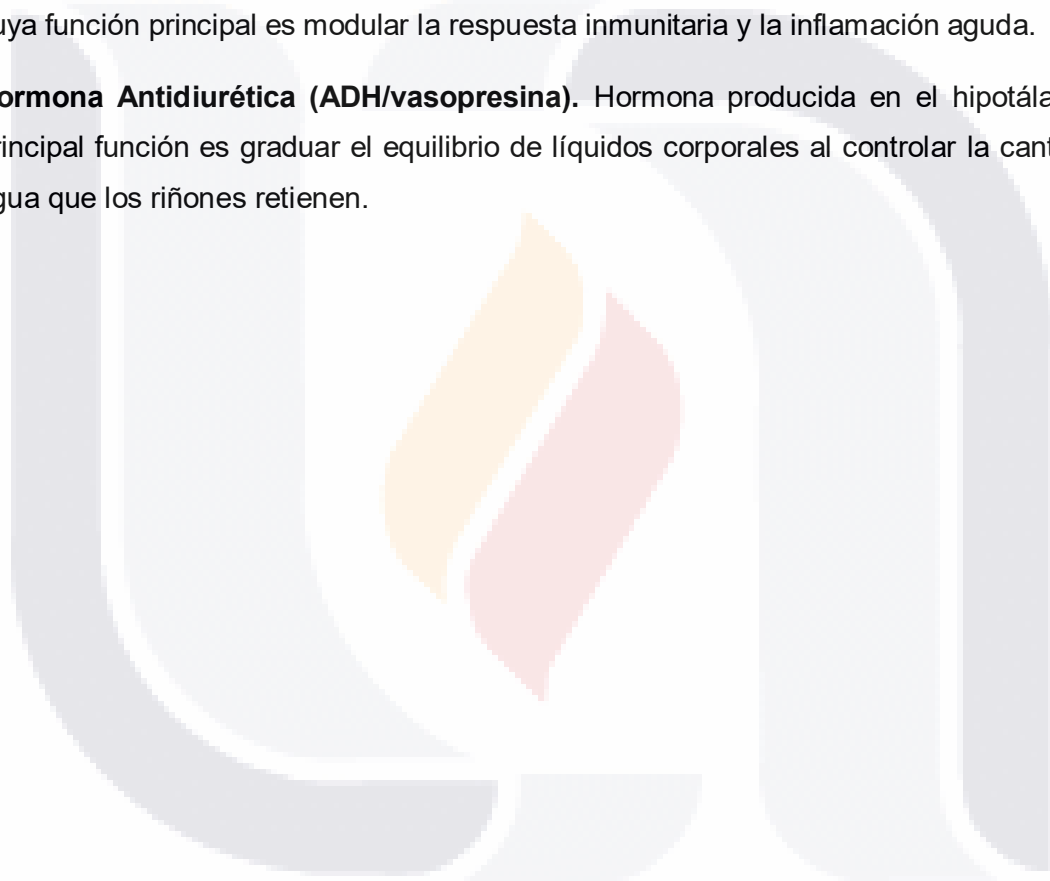 uya función principal es modular la respuesta inmunitaria y la inflamación aguda.
ormona Antidiurética (ADH/vasopresina). Hormona producida en el hipotála
rincipal función es graduar el equilibrio de líquidos corporales al controlar la cant
gua que los riñones retienen.